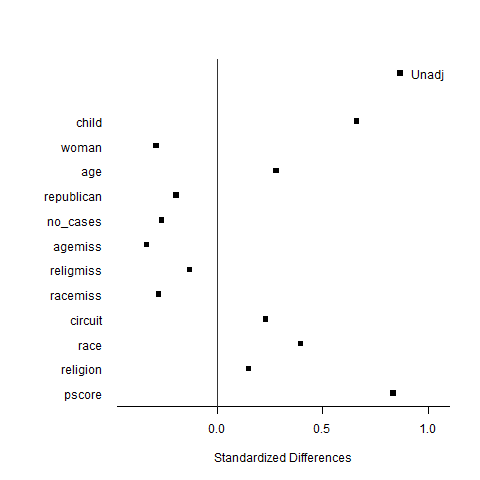 Unadj
child
woman
age
republican
no_cases
agemiss
religmiss
racemiss
circuit
race
religion
pscore
0.0 0.5 1.0
Standardized Differences